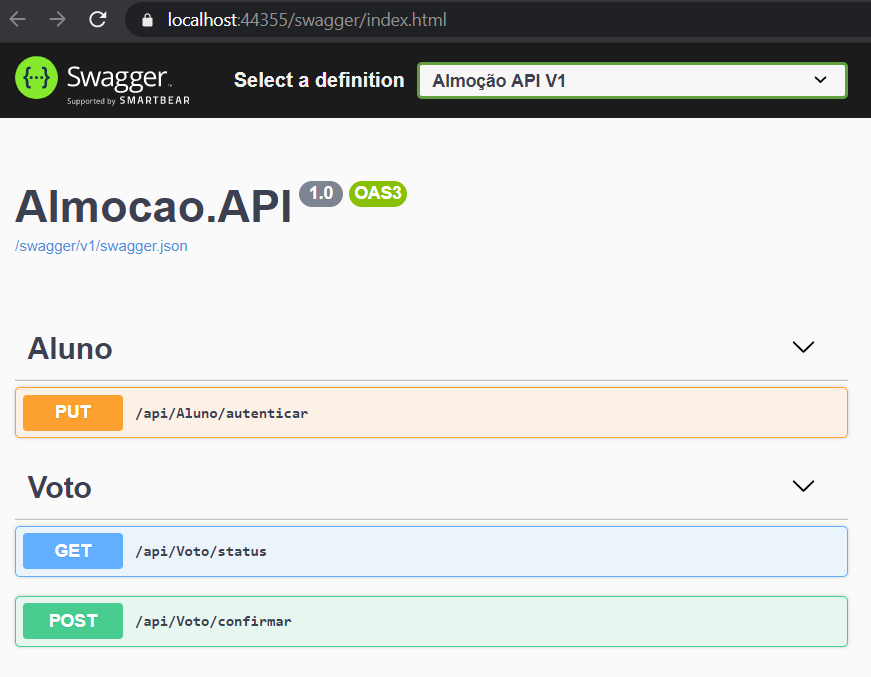 localhost:44355/swagger/index.html
{···} Swagger™ Select a definition Almoção API V1
Supported by SMARTBEAR
Almocao.API 1.0 OAS3
/swagger/v1/swagger.json
Aluno
PUT /api/Aluno/autenticar
Voto
GET /api/Voto/status
POST /api/Voto/confirmar